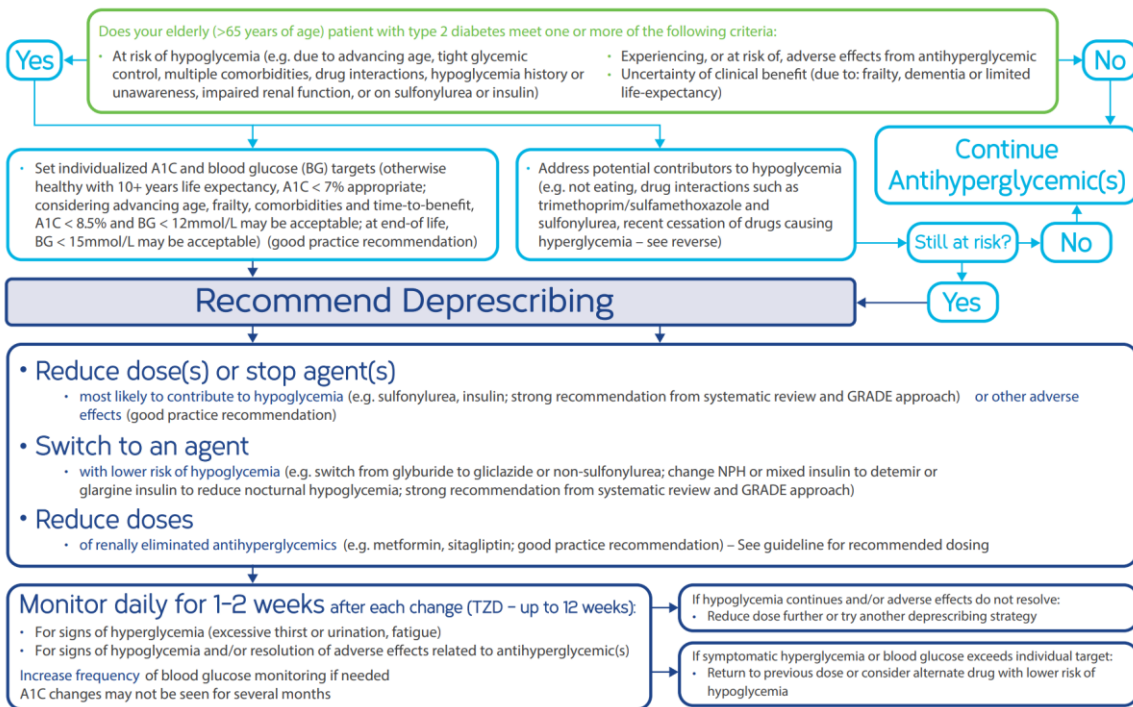 Does your elderly (>65 years of age) patient with type 2 diabetes meet one or more of the following criteria:
Yes
• At risk of hypoglycemia (e.g. due to advancing age, tight glycemic
control, multiple comorbidities, drug interactions, hypoglycemia history or
unawareness, impaired renal function, or on sulfonylurea or insulin)
• Experiencing, or at risk of, adverse effects from antihyperglycemic
• Uncertainty of clinical benefit (due to: frailty, dementia or limited
life-expectancy)
No
• Set individualized A1C and blood glucose (BG) targets (otherwise
healthy with 10+ years life expectancy, A1C < 7% appropriate;
considering advancing age, frailty, comorbidities and time-to-benefit,
A1C < 8.5% and BG < 12mmol/L may be acceptable; at end of life,
BG < 15mmol/L may be acceptable) (good practice recommendation)
• Address potential contributors to hypoglycemia
(e.g. not eating, drug interactions such as
trimethoprim/sulfamethoxazole and
sulfonylurea, recent cessation of drugs causing
hyperglycemia – see reverse)
Continue
Antihyperglycemic(s)
Still at risk?
No
Yes
Recommend Deprescribing
• Reduce dose(s) or stop agent(s)
• most likely to contribute to hypoglycemia (e.g. sulfonylurea, insulin; strong recommendation from systematic review and GRADE approach) or other adverse
effects (good practice recommendation)
• Switch to an agent
• with lower risk of hypoglycemia (e.g. switch from glyburide to gliclazide or non-sulfonylurea; change NPH or mixed insulin to detemir or
glargine insulin to reduce nocturnal hypoglycemia; strong recommendation from systematic review and GRADE approach)
• Reduce doses
• of renally eliminated antihyperglycemics (e.g. metformin, sitagliptin; good practice recommendation) – See guideline for recommended dosing
Monitor daily for 1-2 weeks after each change (TZD – up to 12 weeks):
• For signs of hyperglycemia (excessive thirst or urination, fatigue)
• For signs of hypoglycemia and/or resolution of adverse effects related to antihyperglycemic(s)
Increase frequency of blood glucose monitoring if needed
A1C changes may not be seen for several months
If hypoglycemia continues and/or adverse effects do not resolve:
• Reduce dose further or try another deprescribing strategy
If symptomatic hyperglycemia or blood glucose exceeds individual target:
• Return to previous dose or consider alternate drug with lower risk of
hypoglycemia